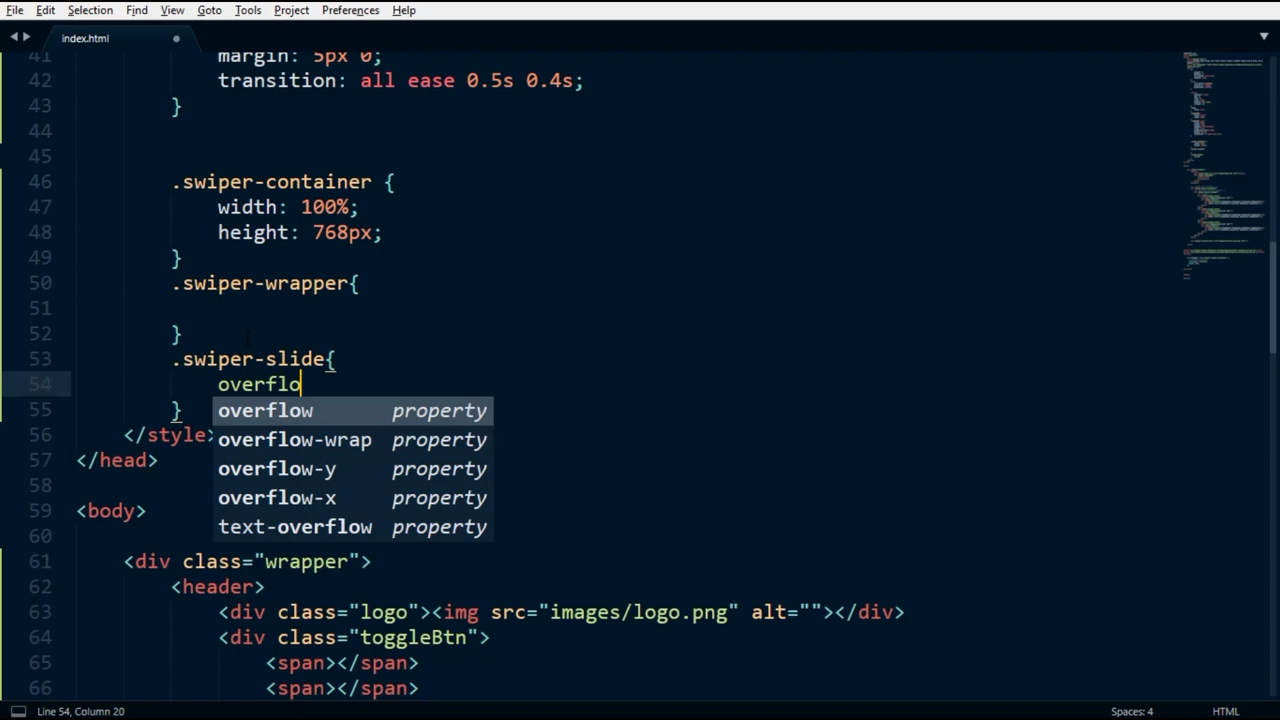 File Edit Selection Find View Goto Tools Project Preferences Help
index.html
41 margin: 5px 0;
42 transition: all ease 0.5s 0.4s;
43 }
44
45
46 .swiper-container {
47 width: 100%;
48 height: 768px;
49 }
50 .swiper-wrapper{
51
52 }
53 .swiper-slide{
54 overflo
55 }
overflow property
56 </style>
overflow-wrap property
57 </head>
overflow-y property
58
overflow-x property
59 <body>
text-overflow property
60
61 <div class="wrapper">
62 <header>
63 <div class="logo"><img src="images/logo.png" alt=""></div>
64 <div class="toggleBtn">
65 <span></span>
66 <span></span>
Line 54, Column 20
Spaces: 4
HTML